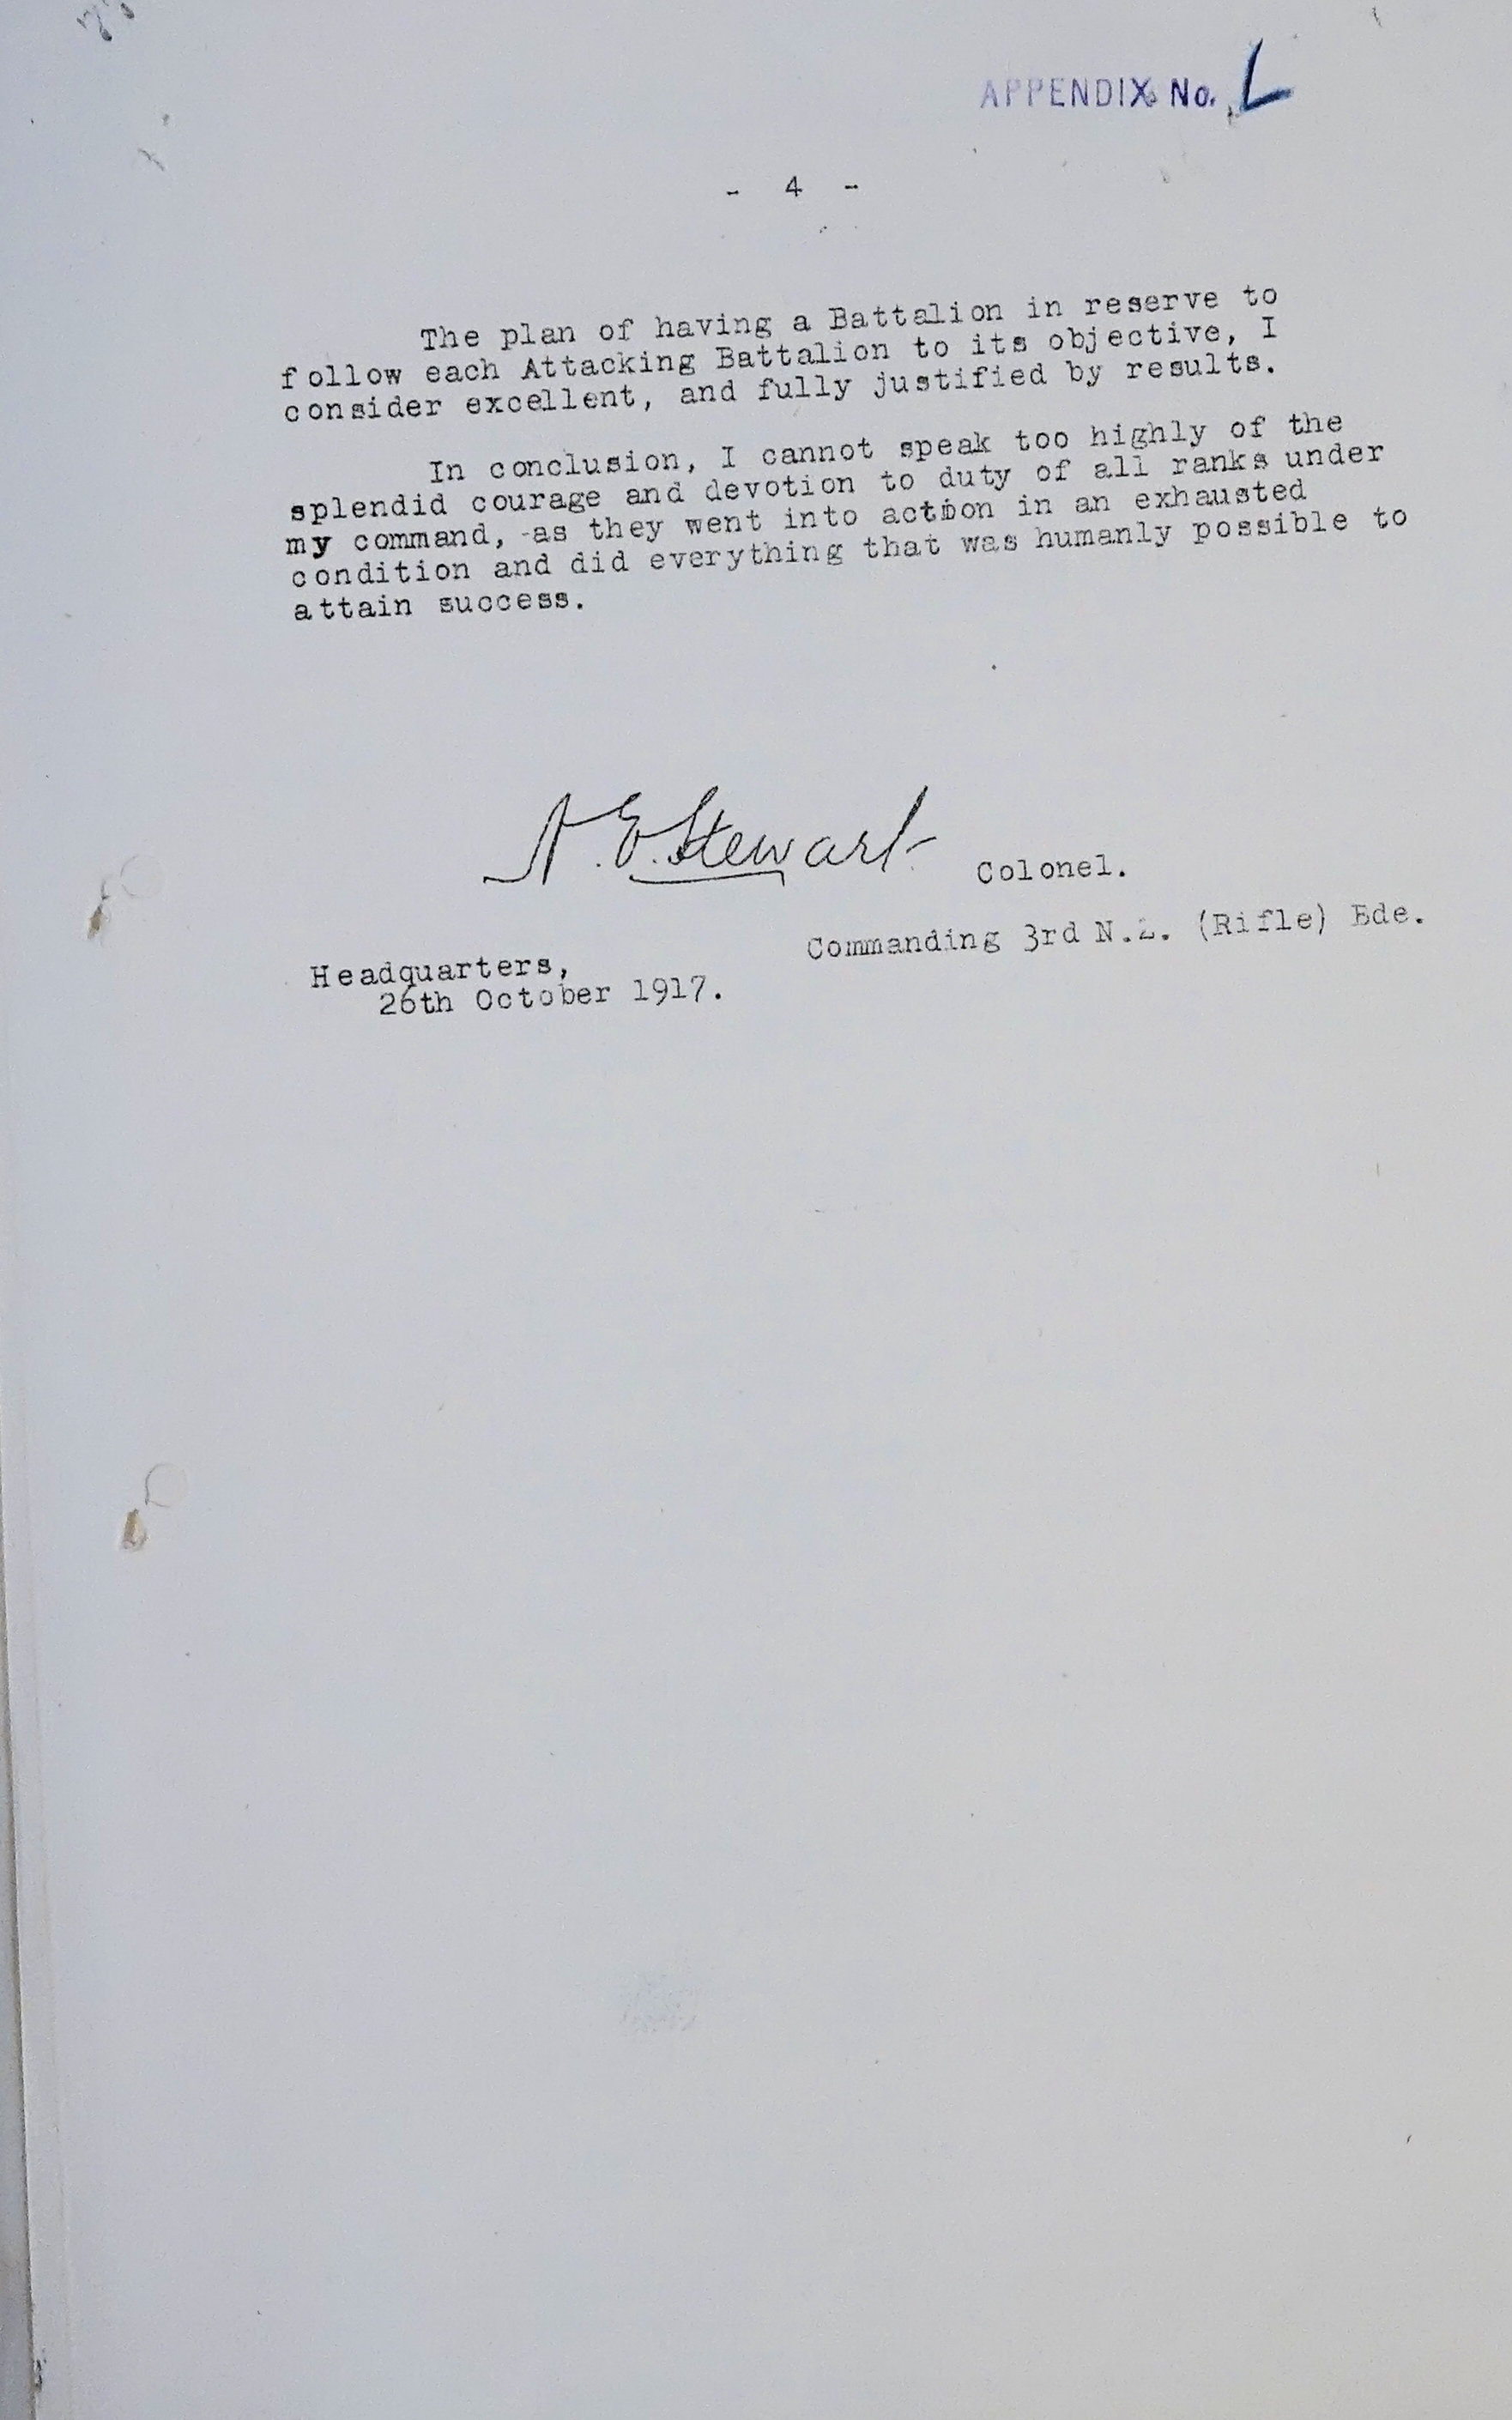 APPENDIX No. L
- 4 -
The plan of having a Battalion in reserve to
follow each Attacking Battalion to its objective, I
consider excellent, and fully justified by results.
In conclusion, I cannot speak too highly of the
splendid courage and devotion to duty of all ranks under
my command, -as they went into action in an exhausted
condition and did everything that was humanly possible to
attain success.
A. E. Stewart Colonel.
Commanding 3rd N.Z. (Rifle) Bde.
Headquarters,
26th October 1917.